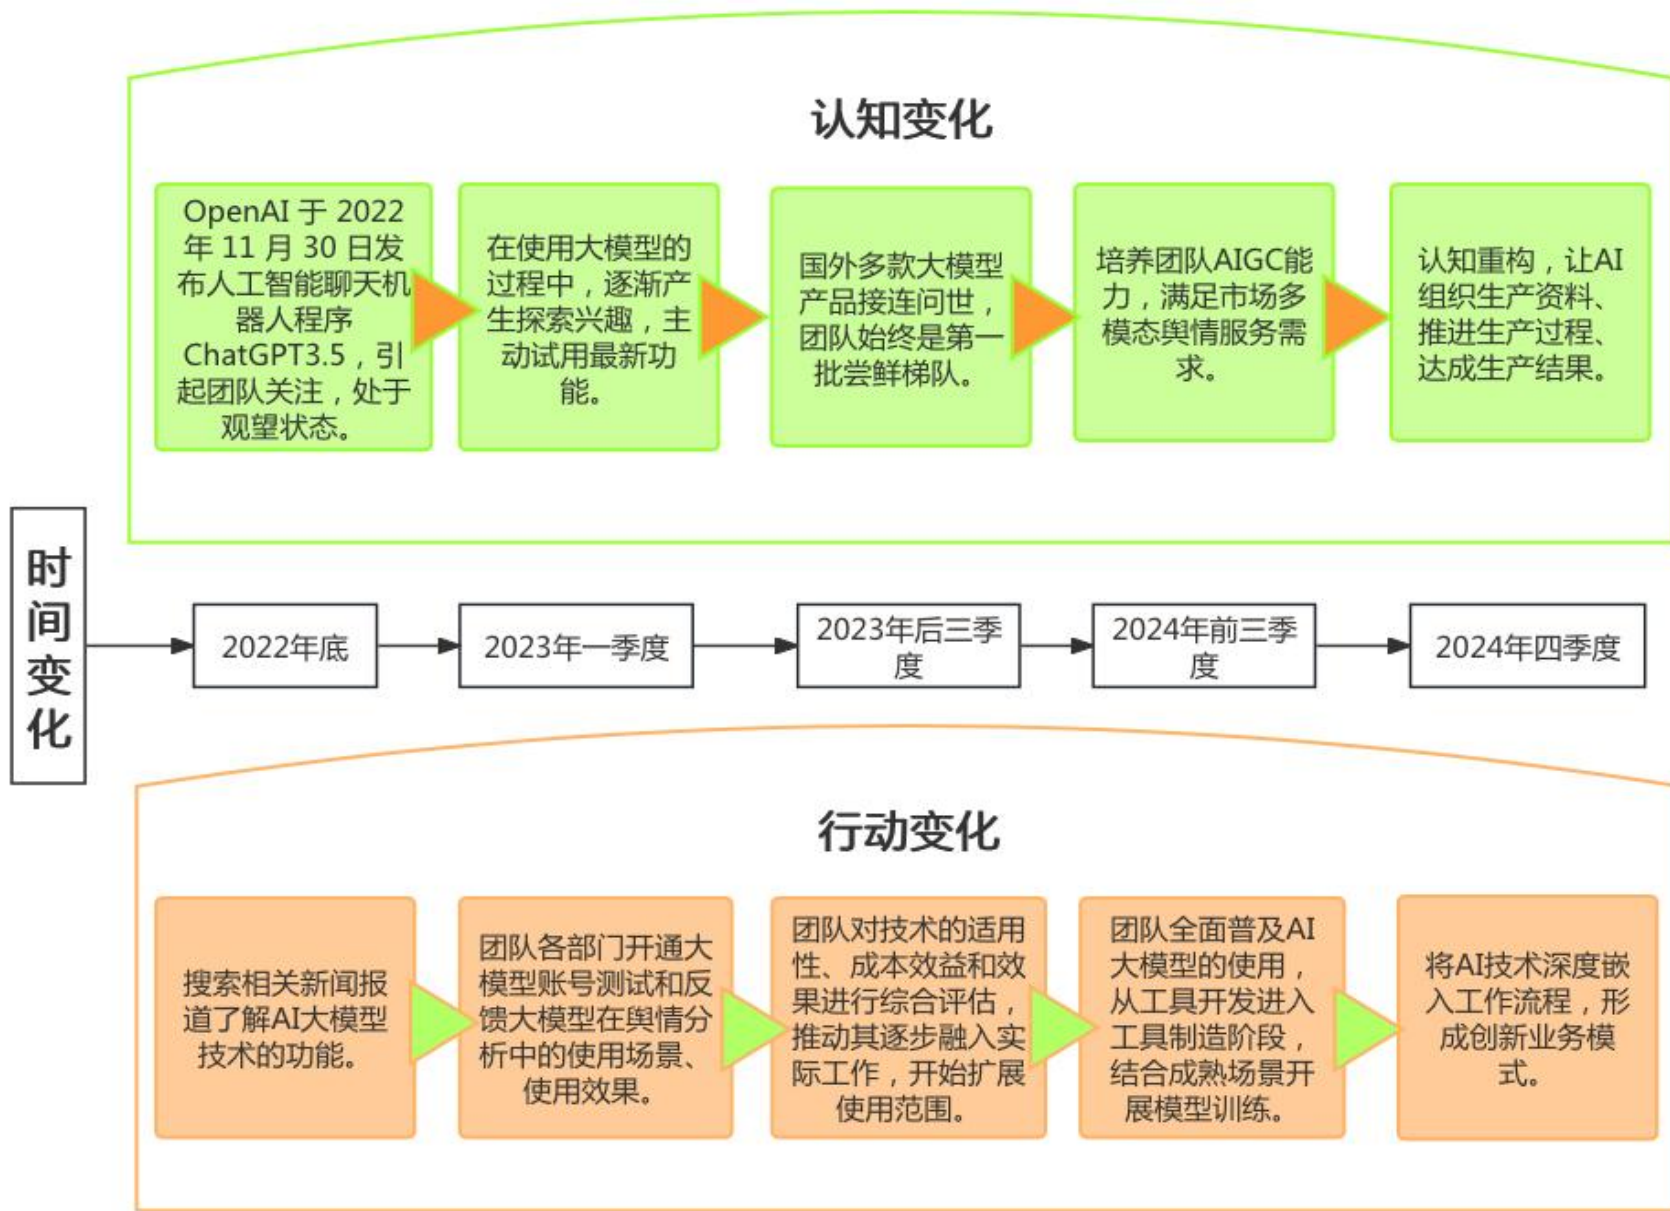 认知变化
OpenAI 于 2022
年 11 月 30 日发
布人工智能聊天机
器人程序
ChatGPT3.5，引
起团队关注，处于
观望状态。
在使用大模型的
过程中，逐渐产
生探索兴趣，主
动试用最新功
能。
国外多款大模型
产品接连问世，
团队始终是第一
批尝鲜梯队。
培养团队AIGC能
力，满足市场多
模态舆情服务需
求。
认知重构，让AI
组织生产资料、
推进生产过程、
达成生产结果。
时
间
变
化
2022年底
2023年一季度
2023年后三季
度
2024年前三季
度
2024年四季度
行动变化
搜索相关新闻报
道了解AI大模型
技术的功能。
团队各部门开通大
模型账号测试和反
馈大模型在舆情分
析中的使用场景、
使用效果。
团队对技术的适用
性、成本效益和效
果进行综合评估，
推动其逐步融入实
际工作，开始扩展
使用范围。
团队全面普及AI
大模型的使用，
从工具开发进入
工具制造阶段，
结合成熟场景开
展模型训练。
将AI技术深度嵌
入工作流程，形
成创新业务模
式。